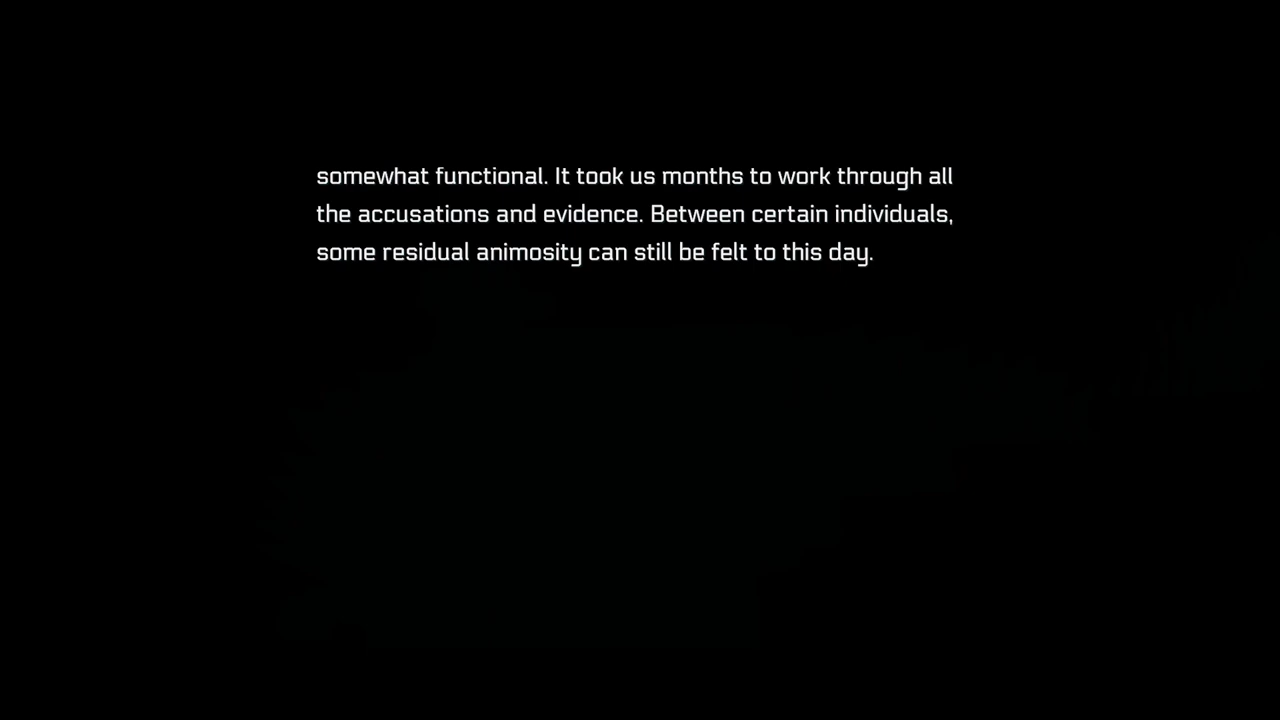 somewhat functional. It took us months to work through all
the accusations and evidence. Between certain individuals,
some residual animosity can still be felt to this day.